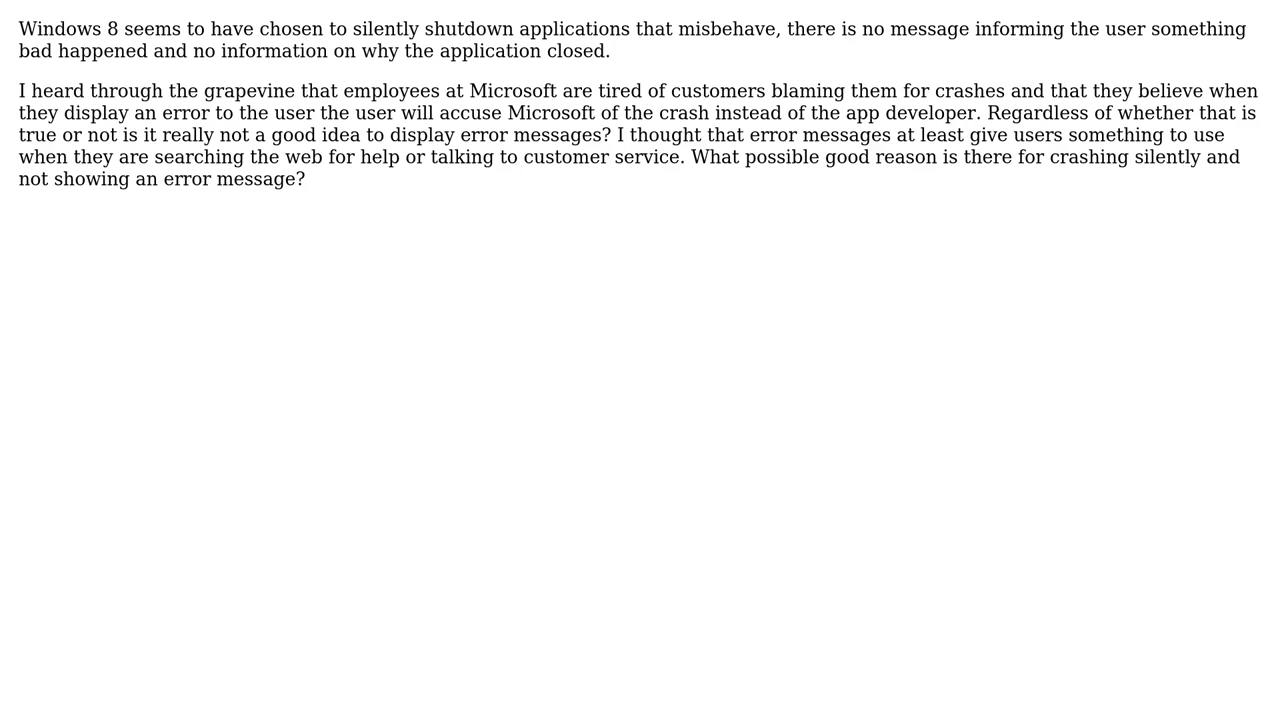 Windows 8 seems to have chosen to silently shutdown applications that misbehave, there is no message informing the user something
bad happened and no information on why the application closed.
I heard through the grapevine that employees at Microsoft are tired of customers blaming them for crashes and that they believe when
they display an error to the user the user will accuse Microsoft of the crash instead of the app developer. Regardless of whether that is
true or not is it really not a good idea to display error messages? I thought that error messages at least give users something to use
when they are searching the web for help or talking to customer service. What possible good reason is there for crashing silently and
not showing an error message?